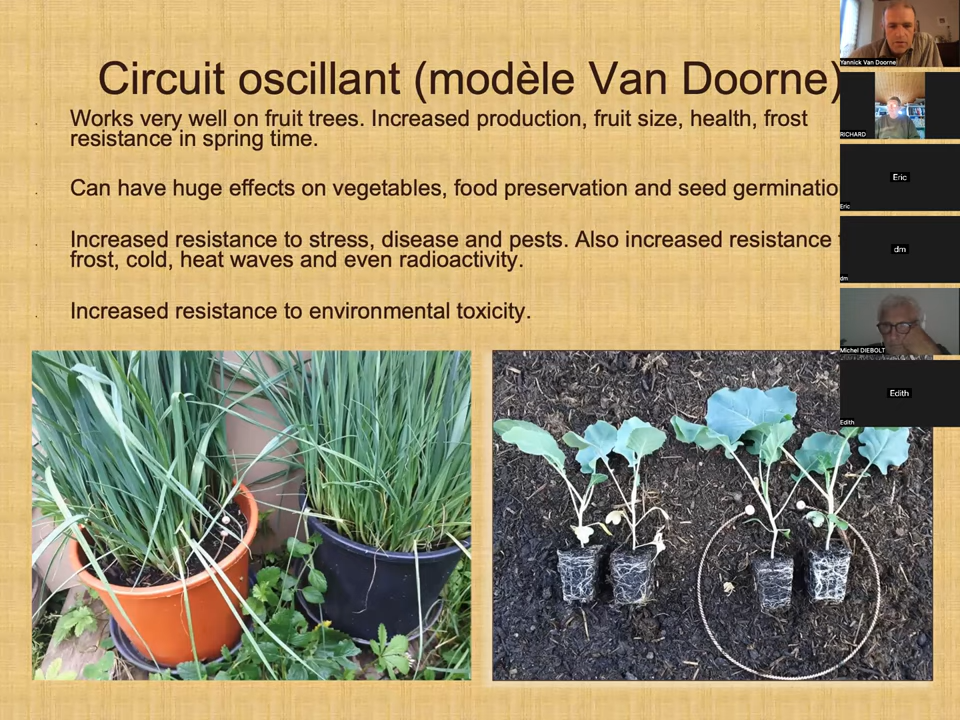 Circuit oscillant (modèle Van Doorne)
Works very well on fruit trees. Increased production, fruit size, health, frost
resistance in spring time.
Can have huge effects on vegetables, food preservation and seed germinatio
Increased resistance to stress, disease and pests. Also increased resistance
frost, cold, heat waves and even radioactivity.
Increased resistance to environmental toxicity.
Yannick Van Doorne
RICHARD
Eric
Eric
dm
dm
Michel DIEBOLT
Edith
Edith